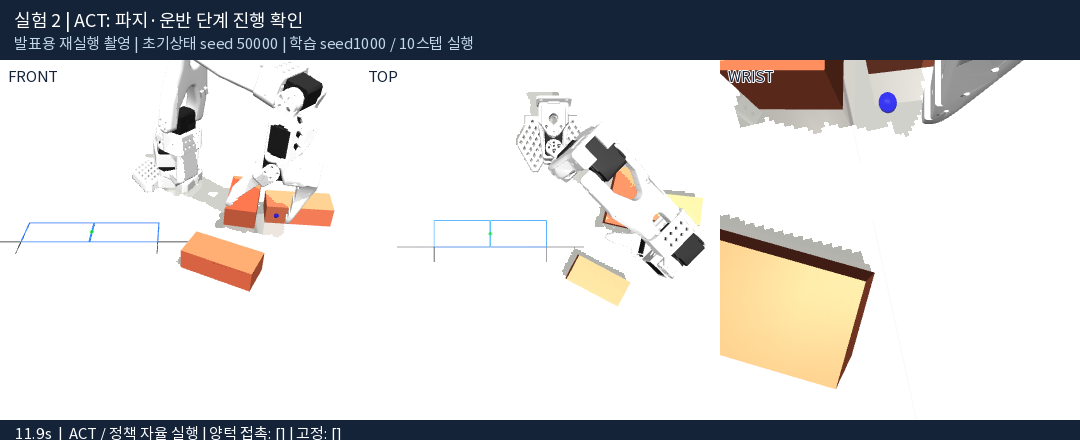 실험 2 | ACT: 파지·운반 단계 진행 확인
발표용 재실행 촬영 | 초기상태 seed 50000 | 학습 seed1000 / 10스텝 실행
FRONT
TOP
WRIST
11.9s | ACT / 정책 자율 실행 | 양턱 접촉: [] | 고정: []